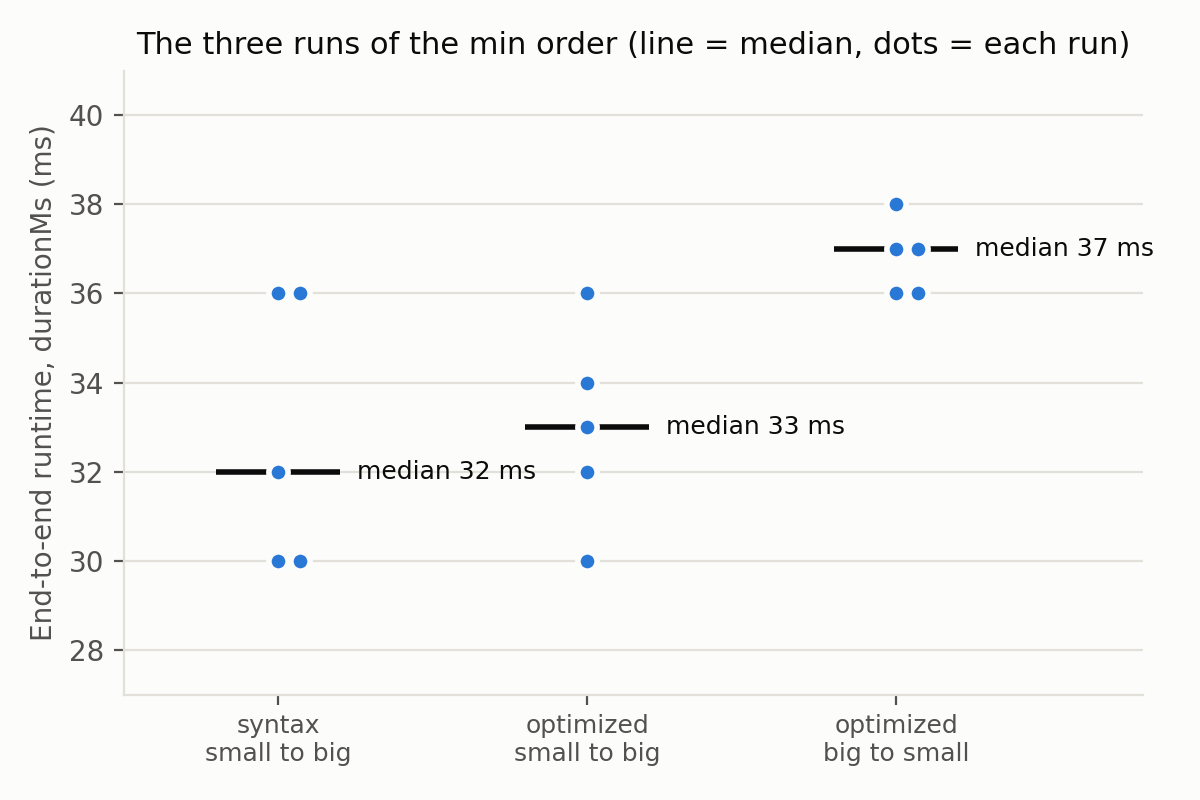 The three runs of the min order (line = median, dots = each run)
End-to-end runtime, durationMs (ms)
40
38
36
34
32
30
28
median 37 ms
median 33 ms
median 32 ms
syntax
small to big
optimized
small to big
optimized
big to small